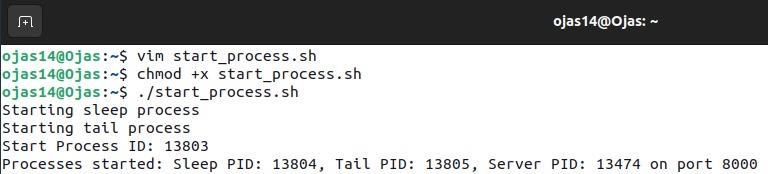 ojas14@Ojas: ~
ojas14@Ojas:~$ vim start_process.sh
ojas14@Ojas:~$ chmod +x start_process.sh
ojas14@Ojas:~$ ./start_process.sh
Starting sleep process
Starting tail process
Start Process ID: 13803
Processes started: Sleep PID: 13804, Tail PID: 13805, Server PID: 13474 on port 8000